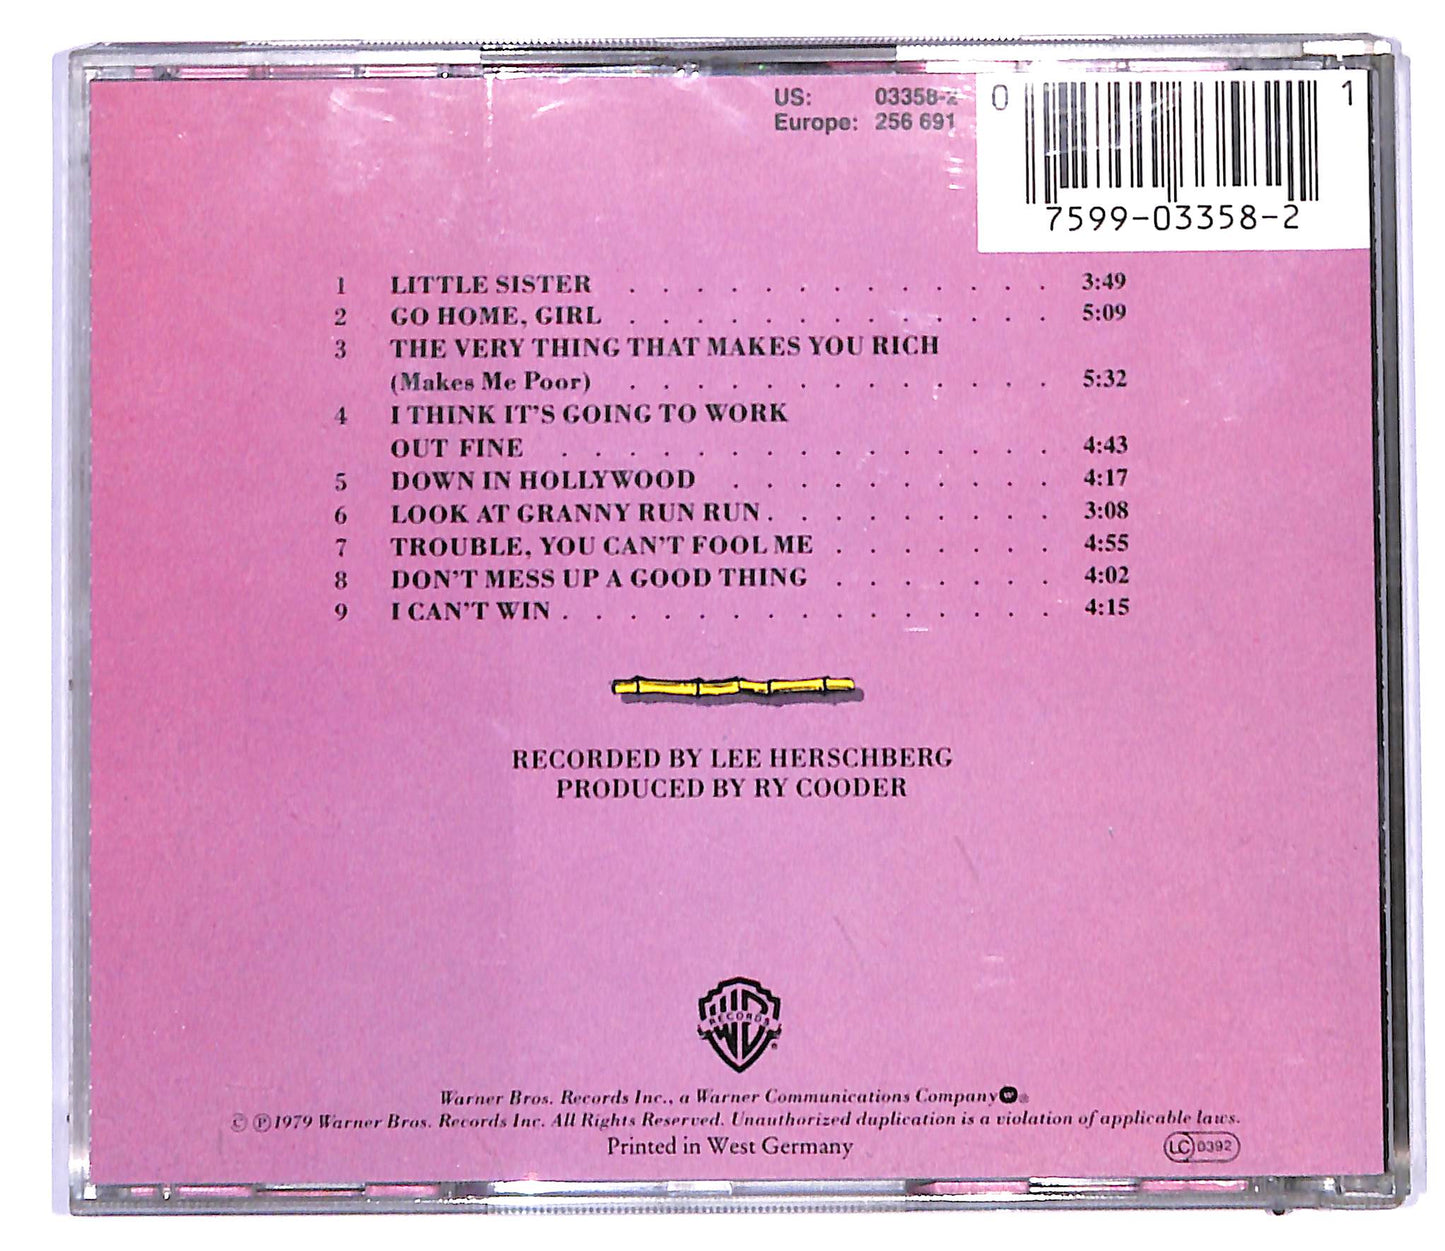 US: 03358-2
Europe: 256 691
0 1
7599-03358-2
1 LITTLE SISTER . . . . . . . . . . . . . 3:49
2 GO HOME, GIRL . . . . . . . . . . . . . 5:09
3 THE VERY THING THAT MAKES YOU RICH
(Makes Me Poor) . . . . . . . . . . . . . 5:32
4 I THINK IT'S GOING TO WORK
OUT FINE . . . . . . . . . . . . . . . 4:43
5 DOWN IN HOLLYWOOD . . . . . . . . . . 4:17
6 LOOK AT GRANNY RUN RUN . . . . . . . . . 3:08
7 TROUBLE, YOU CAN'T FOOL ME . . . . . . . 4:55
8 DON'T MESS UP A GOOD THING . . . . . . . 4:02
9 I CAN'T WIN . . . . . . . . . . . . . . . 4:15
RECORDED BY LEE HERSCHBERG
PRODUCED BY RY COODER
WB
RECORDS
®
Warner Bros. Records Inc., a Warner Communications Company W ®
© ℗ 1979 Warner Bros. Records Inc. All Rights Reserved. Unauthorized duplication is a violation of applicable laws.
Printed in West Germany
LC 0392